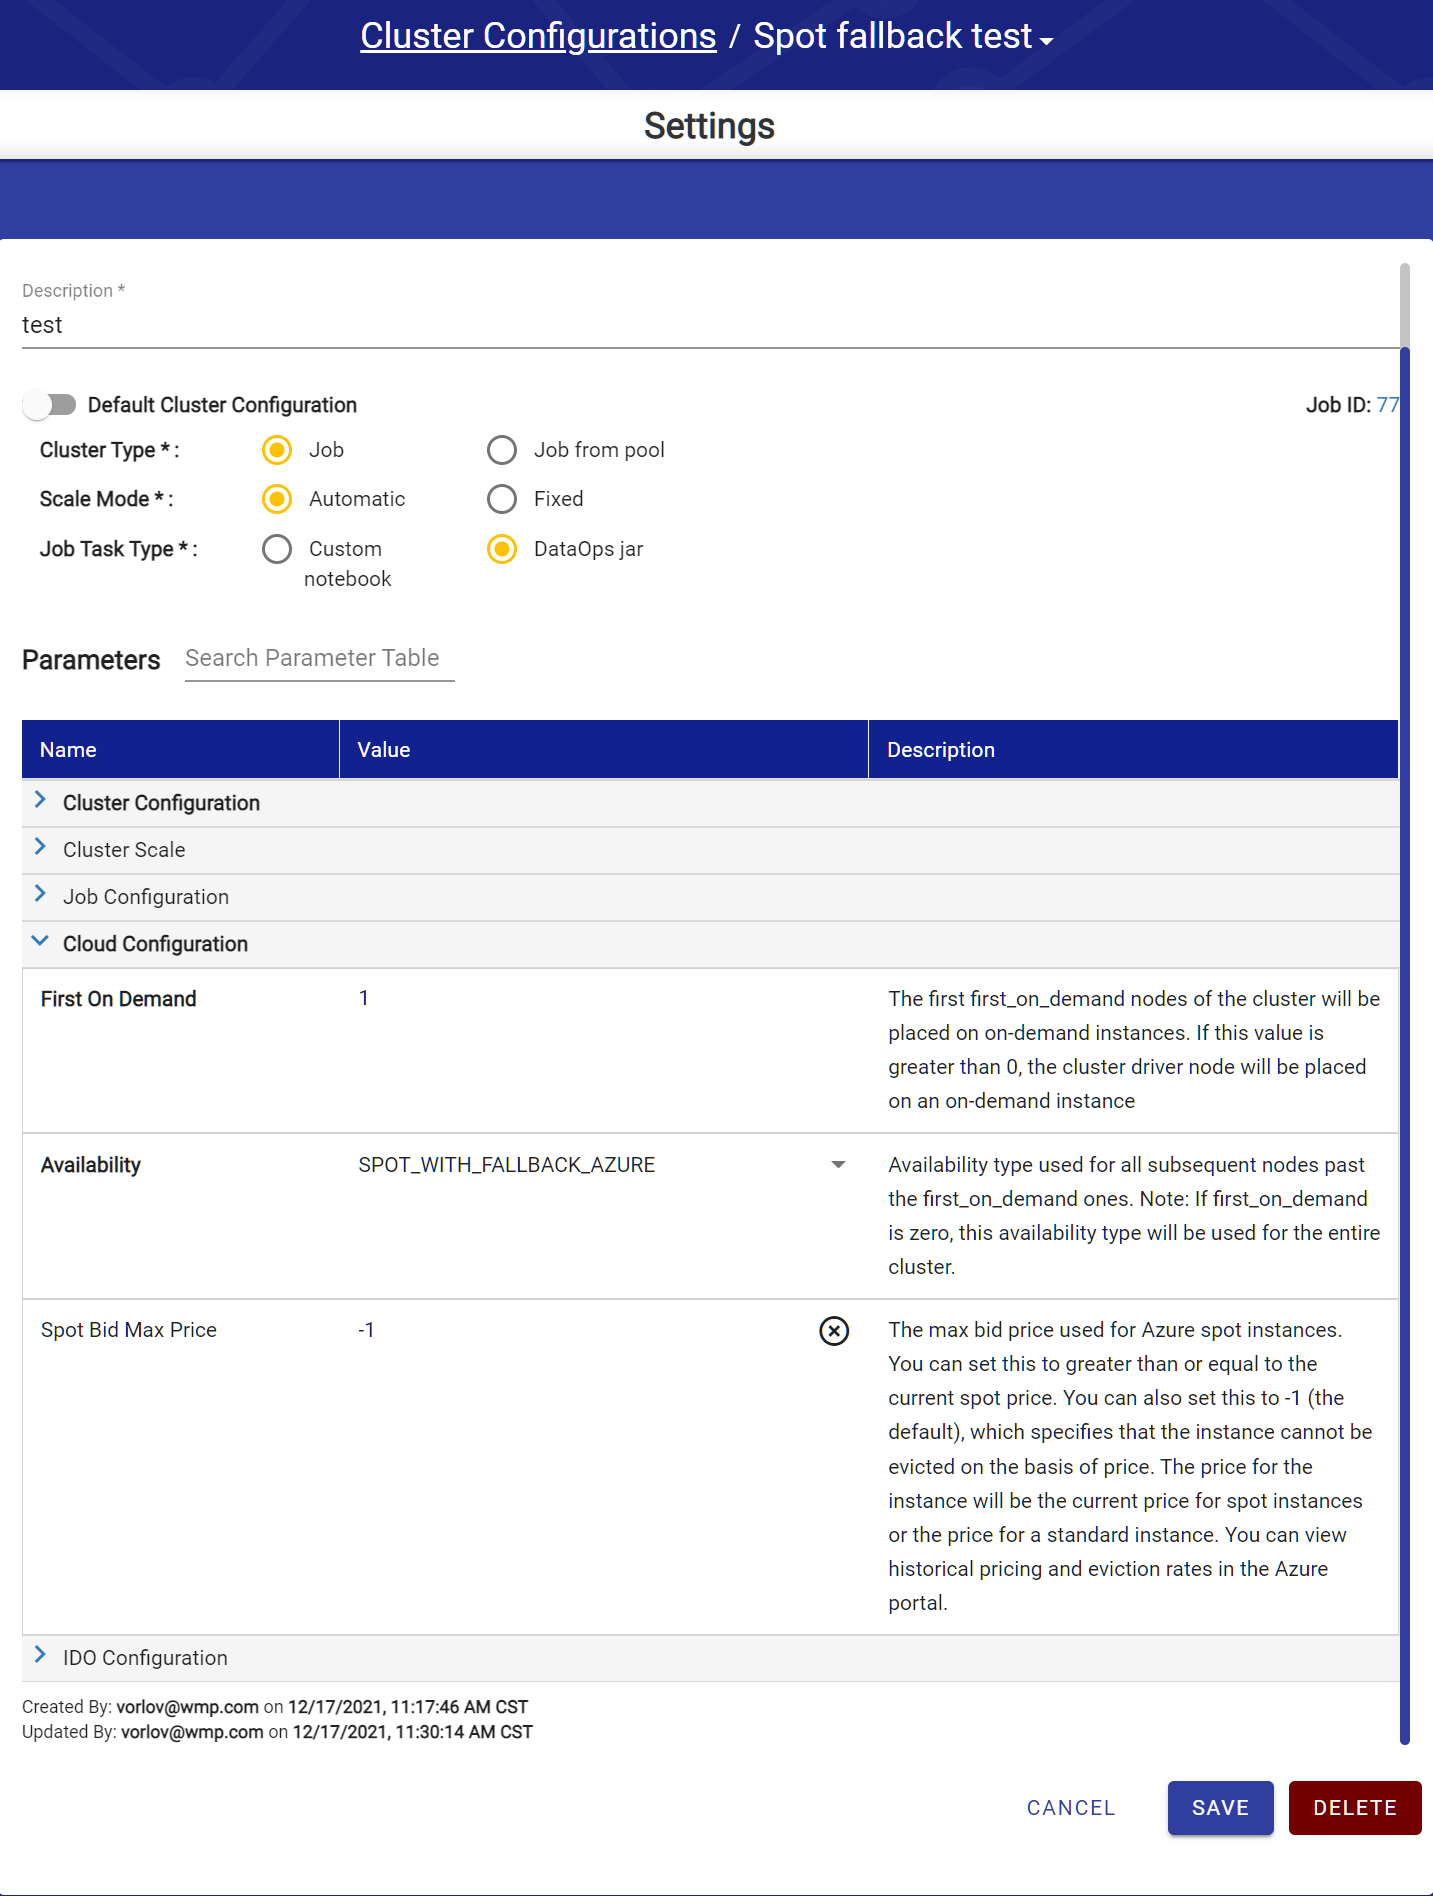 Cluster Configurations / Spot fallback test
Settings
Description *
test
Default Cluster Configuration
Job ID: 77
Cluster Type * :
Job
Job from pool
Scale Mode * :
Automatic
Fixed
Job Task Type * :
Custom
notebook
DataOps jar
Parameters
Search Parameter Table
Name
Value
Description
Cluster Configuration
Cluster Scale
Job Configuration
Cloud Configuration
First On Demand
1
The first first_on_demand nodes of the cluster will be
placed on on-demand instances. If this value is
greater than 0, the cluster driver node will be placed
on an on-demand instance
Availability
SPOT_WITH_FALLBACK_AZURE
Availability type used for all subsequent nodes past
the first_on_demand ones. Note: If first_on_demand
is zero, this availability type will be used for the entire
cluster.
Spot Bid Max Price
-1
The max bid price used for Azure spot instances.
You can set this to greater than or equal to the
current spot price. You can also set this to -1 (the
default), which specifies that the instance cannot be
evicted on the basis of price. The price for the
instance will be the current price for spot instances
or the price for a standard instance. You can view
historical pricing and eviction rates in the Azure
portal.
IDO Configuration
Created By: vorlov@wmp.com on 12/17/2021, 11:17:46 AM CST
Updated By: vorlov@wmp.com on 12/17/2021, 11:30:14 AM CST
CANCEL
SAVE
DELETE